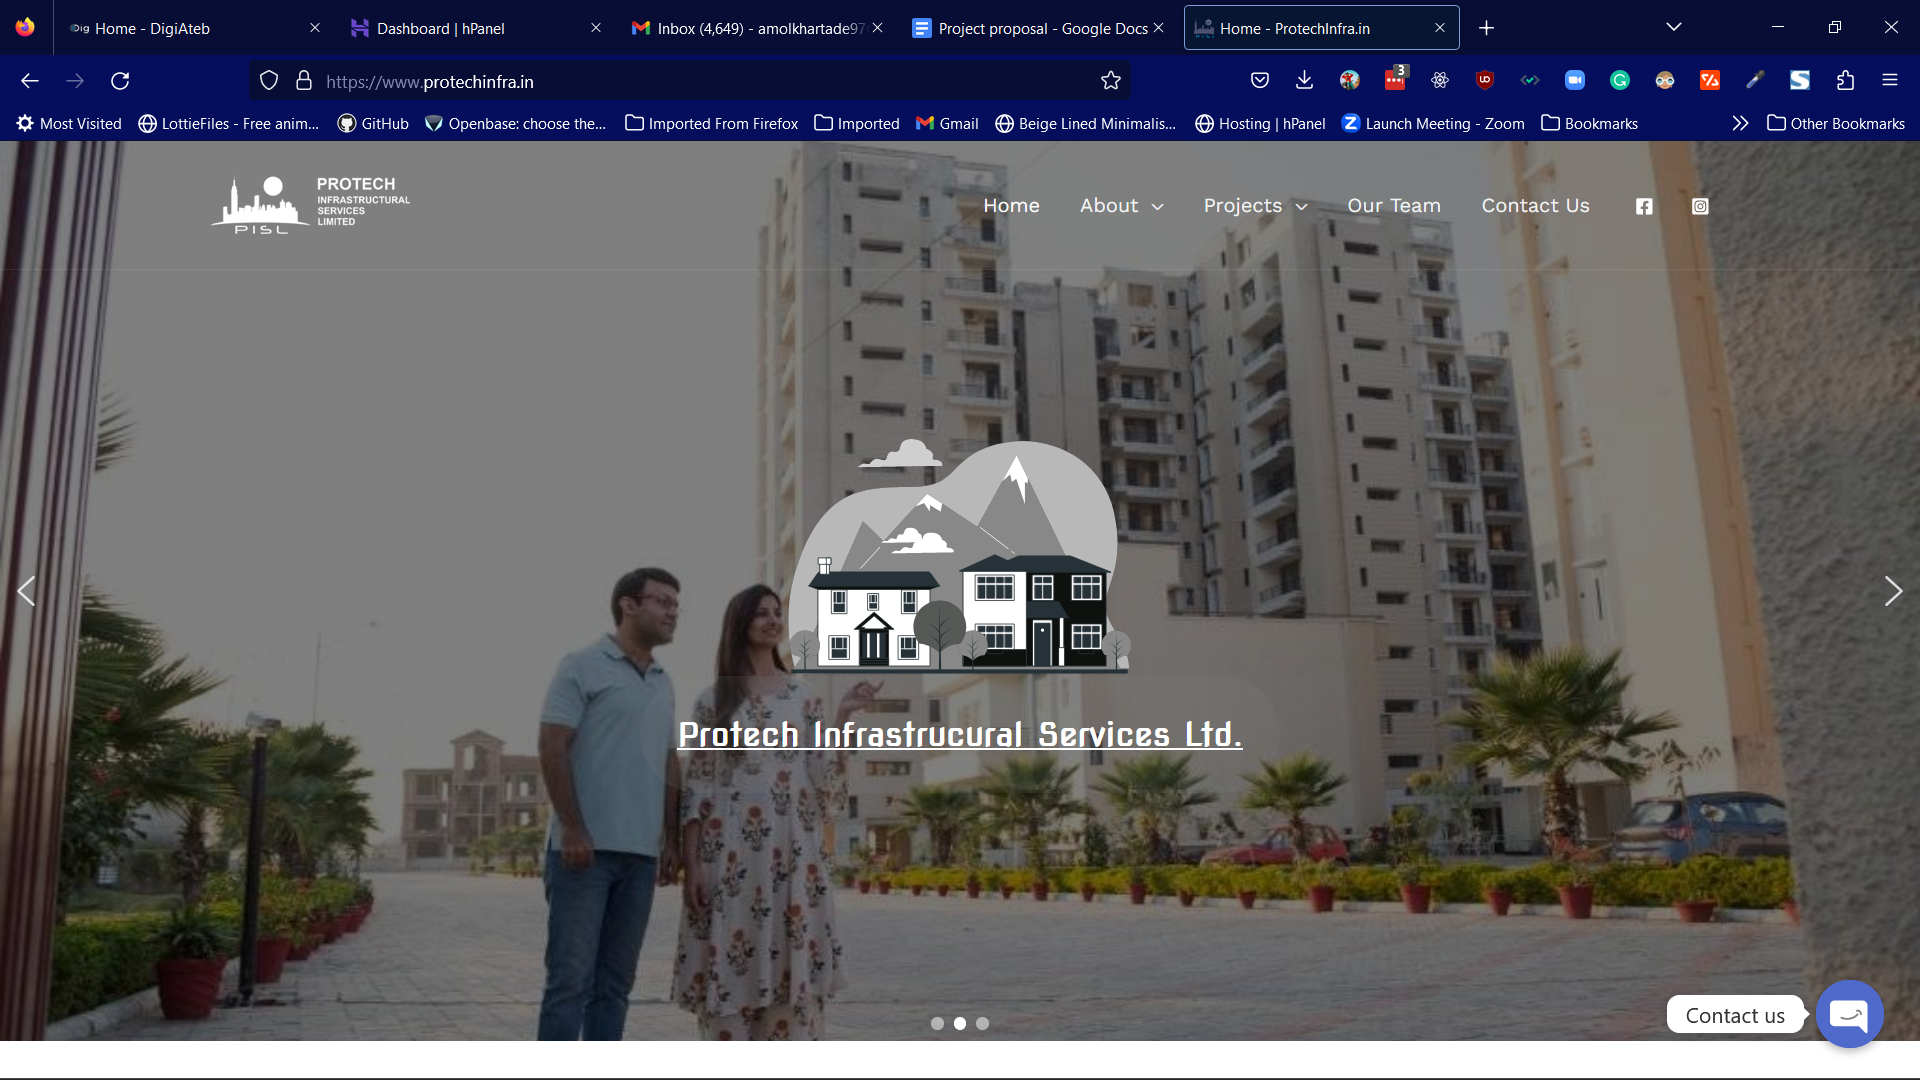 Dig Home - DigiAteb
Dashboard | hPanel
Inbox (4,649) - amolkhartade97
Project proposal - Google Docs
Home - ProtechInfra.in
https://www.protechinfra.in
3
Most Visited
LottieFiles - Free anim...
GitHub
Openbase: choose the...
Imported From Firefox
Imported
Gmail
Beige Lined Minimalis...
Hosting | hPanel
Launch Meeting - Zoom
Bookmarks
Other Bookmarks
PROTECH
INFRASTRUCTURAL
SERVICES
LIMITED
PISL
Home
About
Projects
Our Team
Contact Us
Protech Infrastrucural Services Ltd.
Contact us